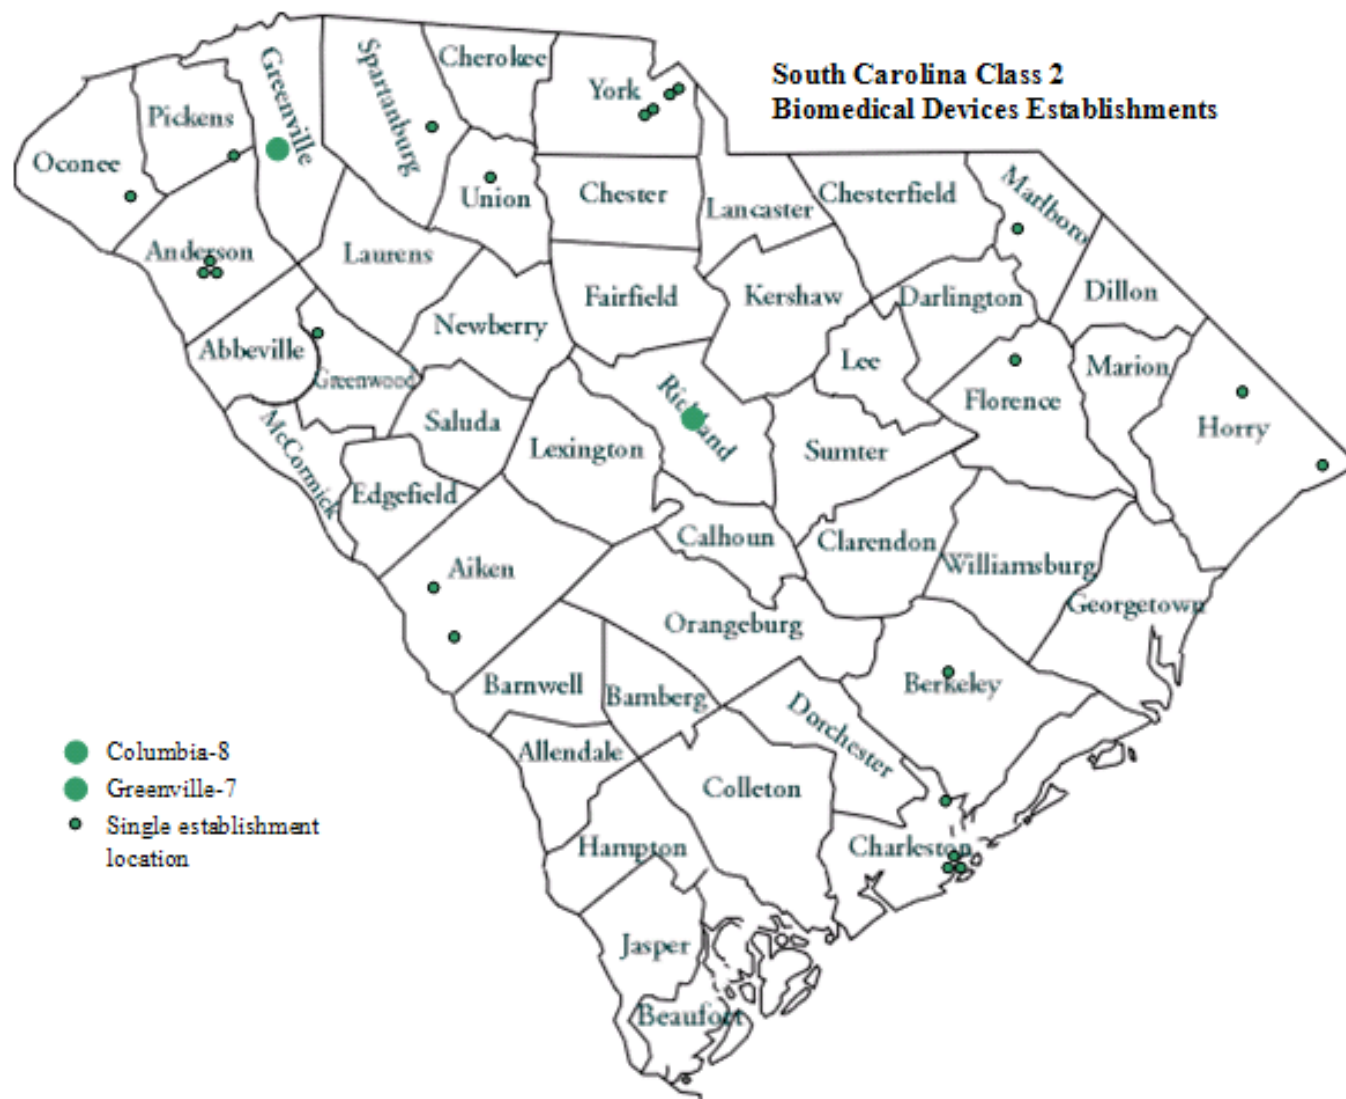 South Carolina Class 2
Biomedical Devices Establishments
Cherokee
Greenville
Spartanburg
York
Pickens
Oconee
Union
Chester
Lancaster
Chesterfield
Marlboro
Anderson
Laurens
Fairfield
Kershaw
Darlington
Dillon
Newberry
Abbeville
Lee
Marion
Greenwood
Richland
Florence
Saluda
Horry
McCormick
Lexington
Sumter
Edgefield
Calhoun
Clarendon
Aiken
Williamsburg
Georgetown
Orangeburg
Barnwell
Bamberg
Berkeley
Dorchester
Allendale
Colleton
Hampton
Charleston
Jasper
Beaufort
Columbia-8
Greenville-7
Single establishment
location